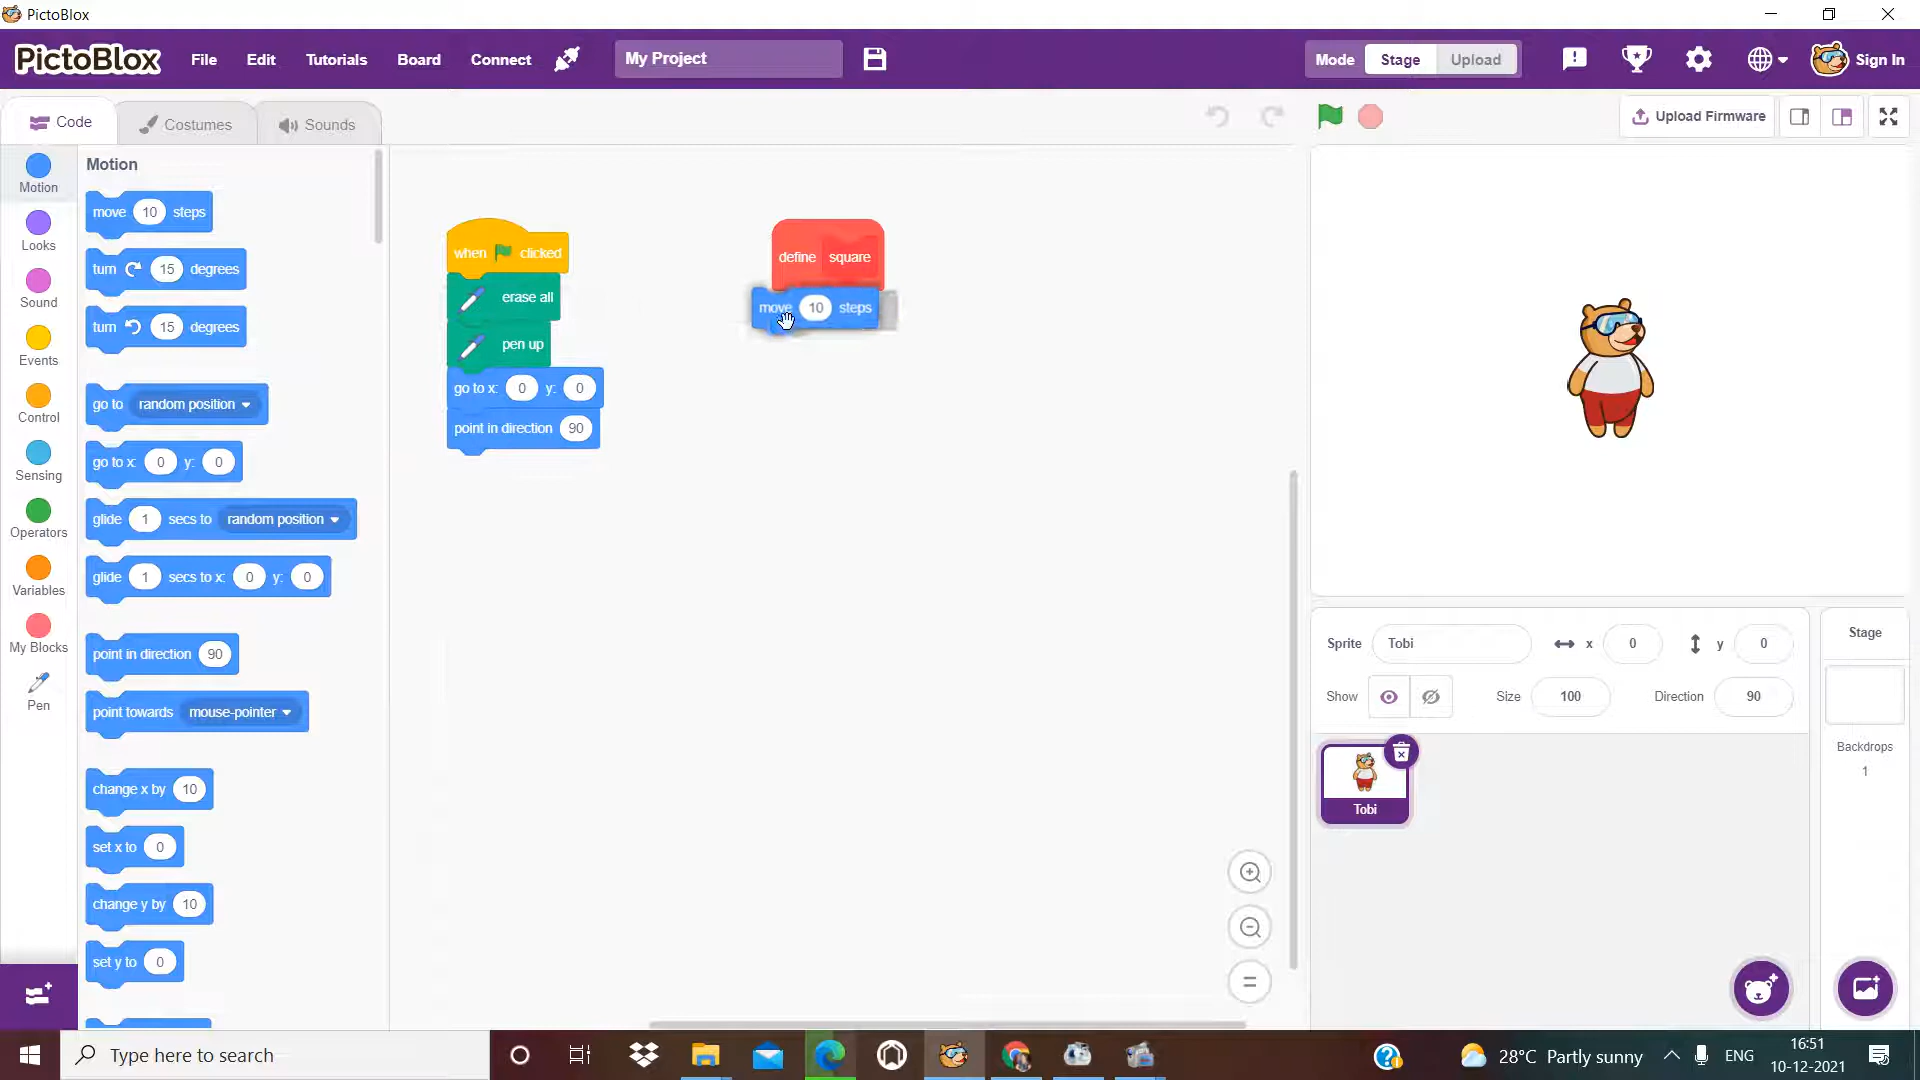 PictoBlox
PictoBlox File Edit Tutorials Board Connect My Project Mode Stage Upload Sign In
Code Costumes Sounds Upload Firmware
Motion
Looks
Sound
Events
Control
Sensing
Operators
Variables
My Blocks
Pen
Motion
move 10 steps
turn 15 degrees
turn 15 degrees
go to random position
go to x: 0 y: 0
glide 1 secs to random position
glide 1 secs to x: 0 y: 0
point in direction 90
point towards mouse-pointer
change x by 10
set x to 0
change y by 10
set y to 0
when clicked
erase all
pen up
go to x: 0 y: 0
point in direction 90
define square
move 10 steps
Sprite Tobi x 0 y 0
Show Size 100 Direction 90
Tobi
Stage
Backdrops
1
Type here to search
28°C Partly sunny ENG
16:51
10-12-2021